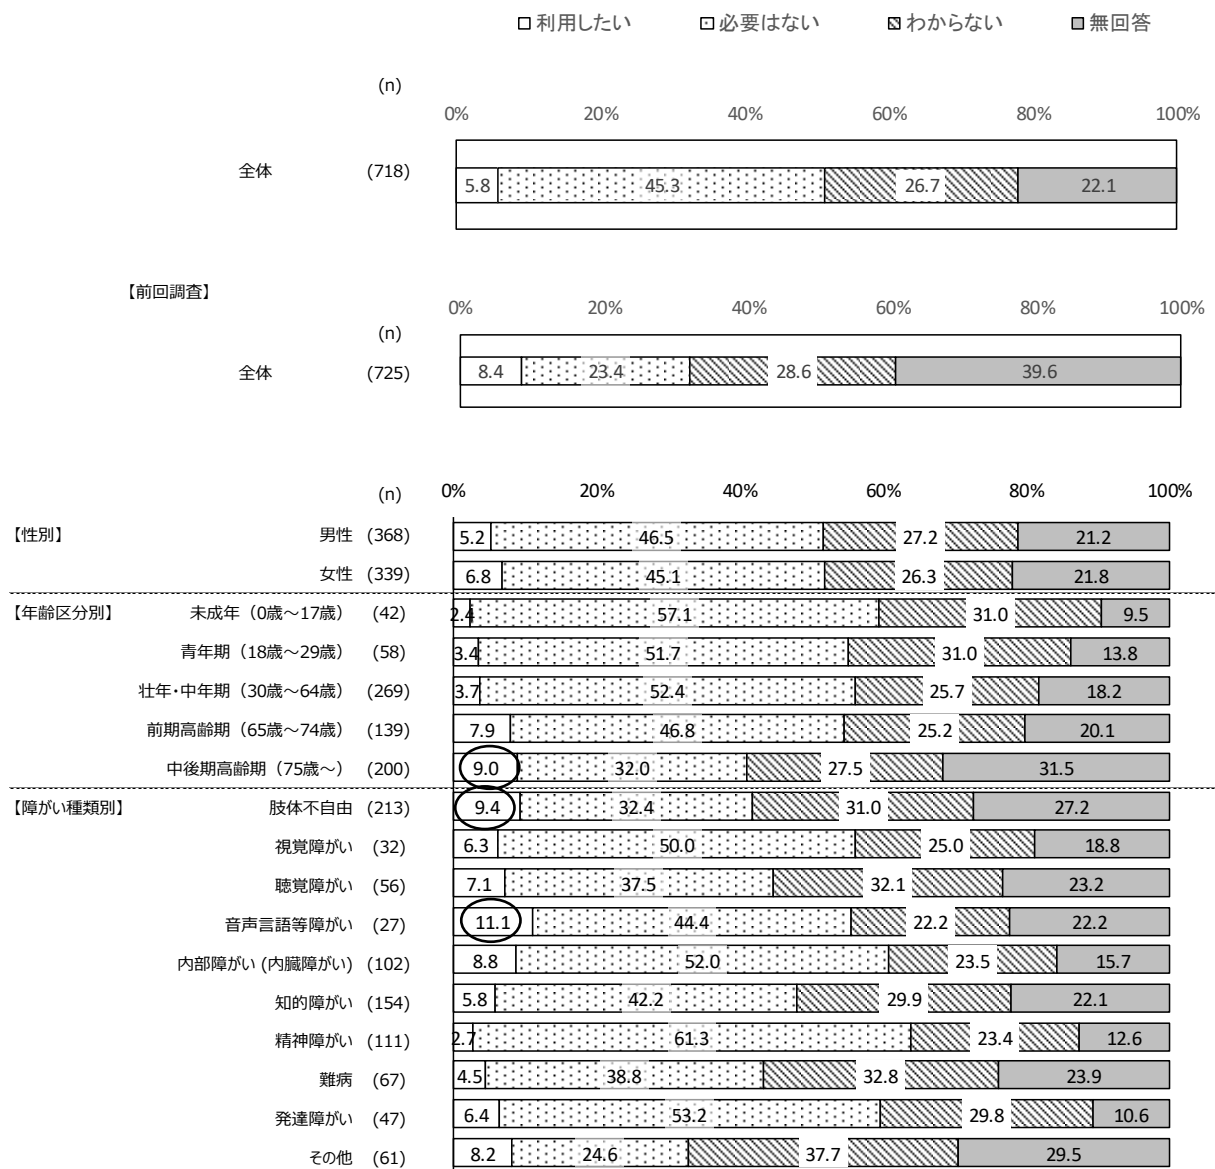 利用したい 必要はない わからない 無回答
(n)
0% 20% 40% 60% 80% 100%
全体 (718) 5.8 45.3 26.7 22.1
【前回調査】
0% 20% 40% 60% 80% 100%
(n)
全体 (725) 8.4 23.4 28.6 39.6
(n) 0% 20% 40% 60% 80% 100%
【性別】 男性 (368) 5.2 46.5 27.2 21.2
女性 (339) 6.8 45.1 26.3 21.8
【年齢区分別】 未成年（0歳～17歳） (42) 2.4 57.1 31.0 9.5
青年期（18歳～29歳） (58) 3.4 51.7 31.0 13.8
壮年・中年期（30歳～64歳） (269) 3.7 52.4 25.7 18.2
前期高齢期（65歳～74歳） (139) 7.9 46.8 25.2 20.1
中後期高齢期（75歳～） (200) 9.0 32.0 27.5 31.5
【障がい種類別】 肢体不自由 (213) 9.4 32.4 31.0 27.2
視覚障がい (32) 6.3 50.0 25.0 18.8
聴覚障がい (56) 7.1 37.5 32.1 23.2
音声言語等障がい (27) 11.1 44.4 22.2 22.2
内部障がい (内臓障がい) (102) 8.8 52.0 23.5 15.7
知的障がい (154) 5.8 42.2 29.9 22.1
精神障がい (111) 2.7 61.3 23.4 12.6
難病 (67) 4.5 38.8 32.8 23.9
発達障がい (47) 6.4 53.2 29.8 10.6
その他 (61) 8.2 24.6 37.7 29.5